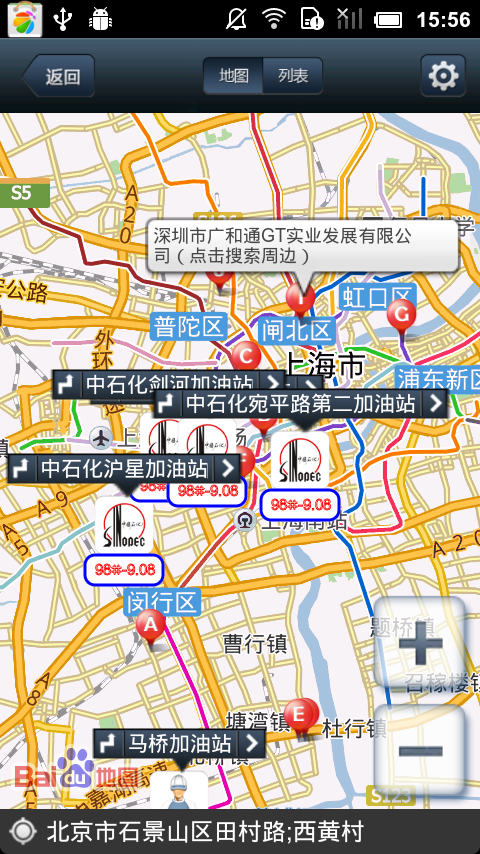 15:56
返回
地图
列表
S5
A20
深圳市广和通GT实业发展有限公
司（点击搜索周边）
公路
外
环
虹口区
G
普陀区
闸北区
C
上海市
浦东新区
中石化剑河加油站
中石化宛平路第二加油站
上
场
中石化沪星加油站
98#-9.08
98#-9.08
98#-9.08
上海南站
A9
A5
SINOPEC
98#-9.08
A20
闵行区
A
题桥镇
曹行镇
召稼楼镇
A8
E
塘湾镇
杜行镇
马桥加油站
Bai du 地图
S123
北京市石景山区田村路;西黄村